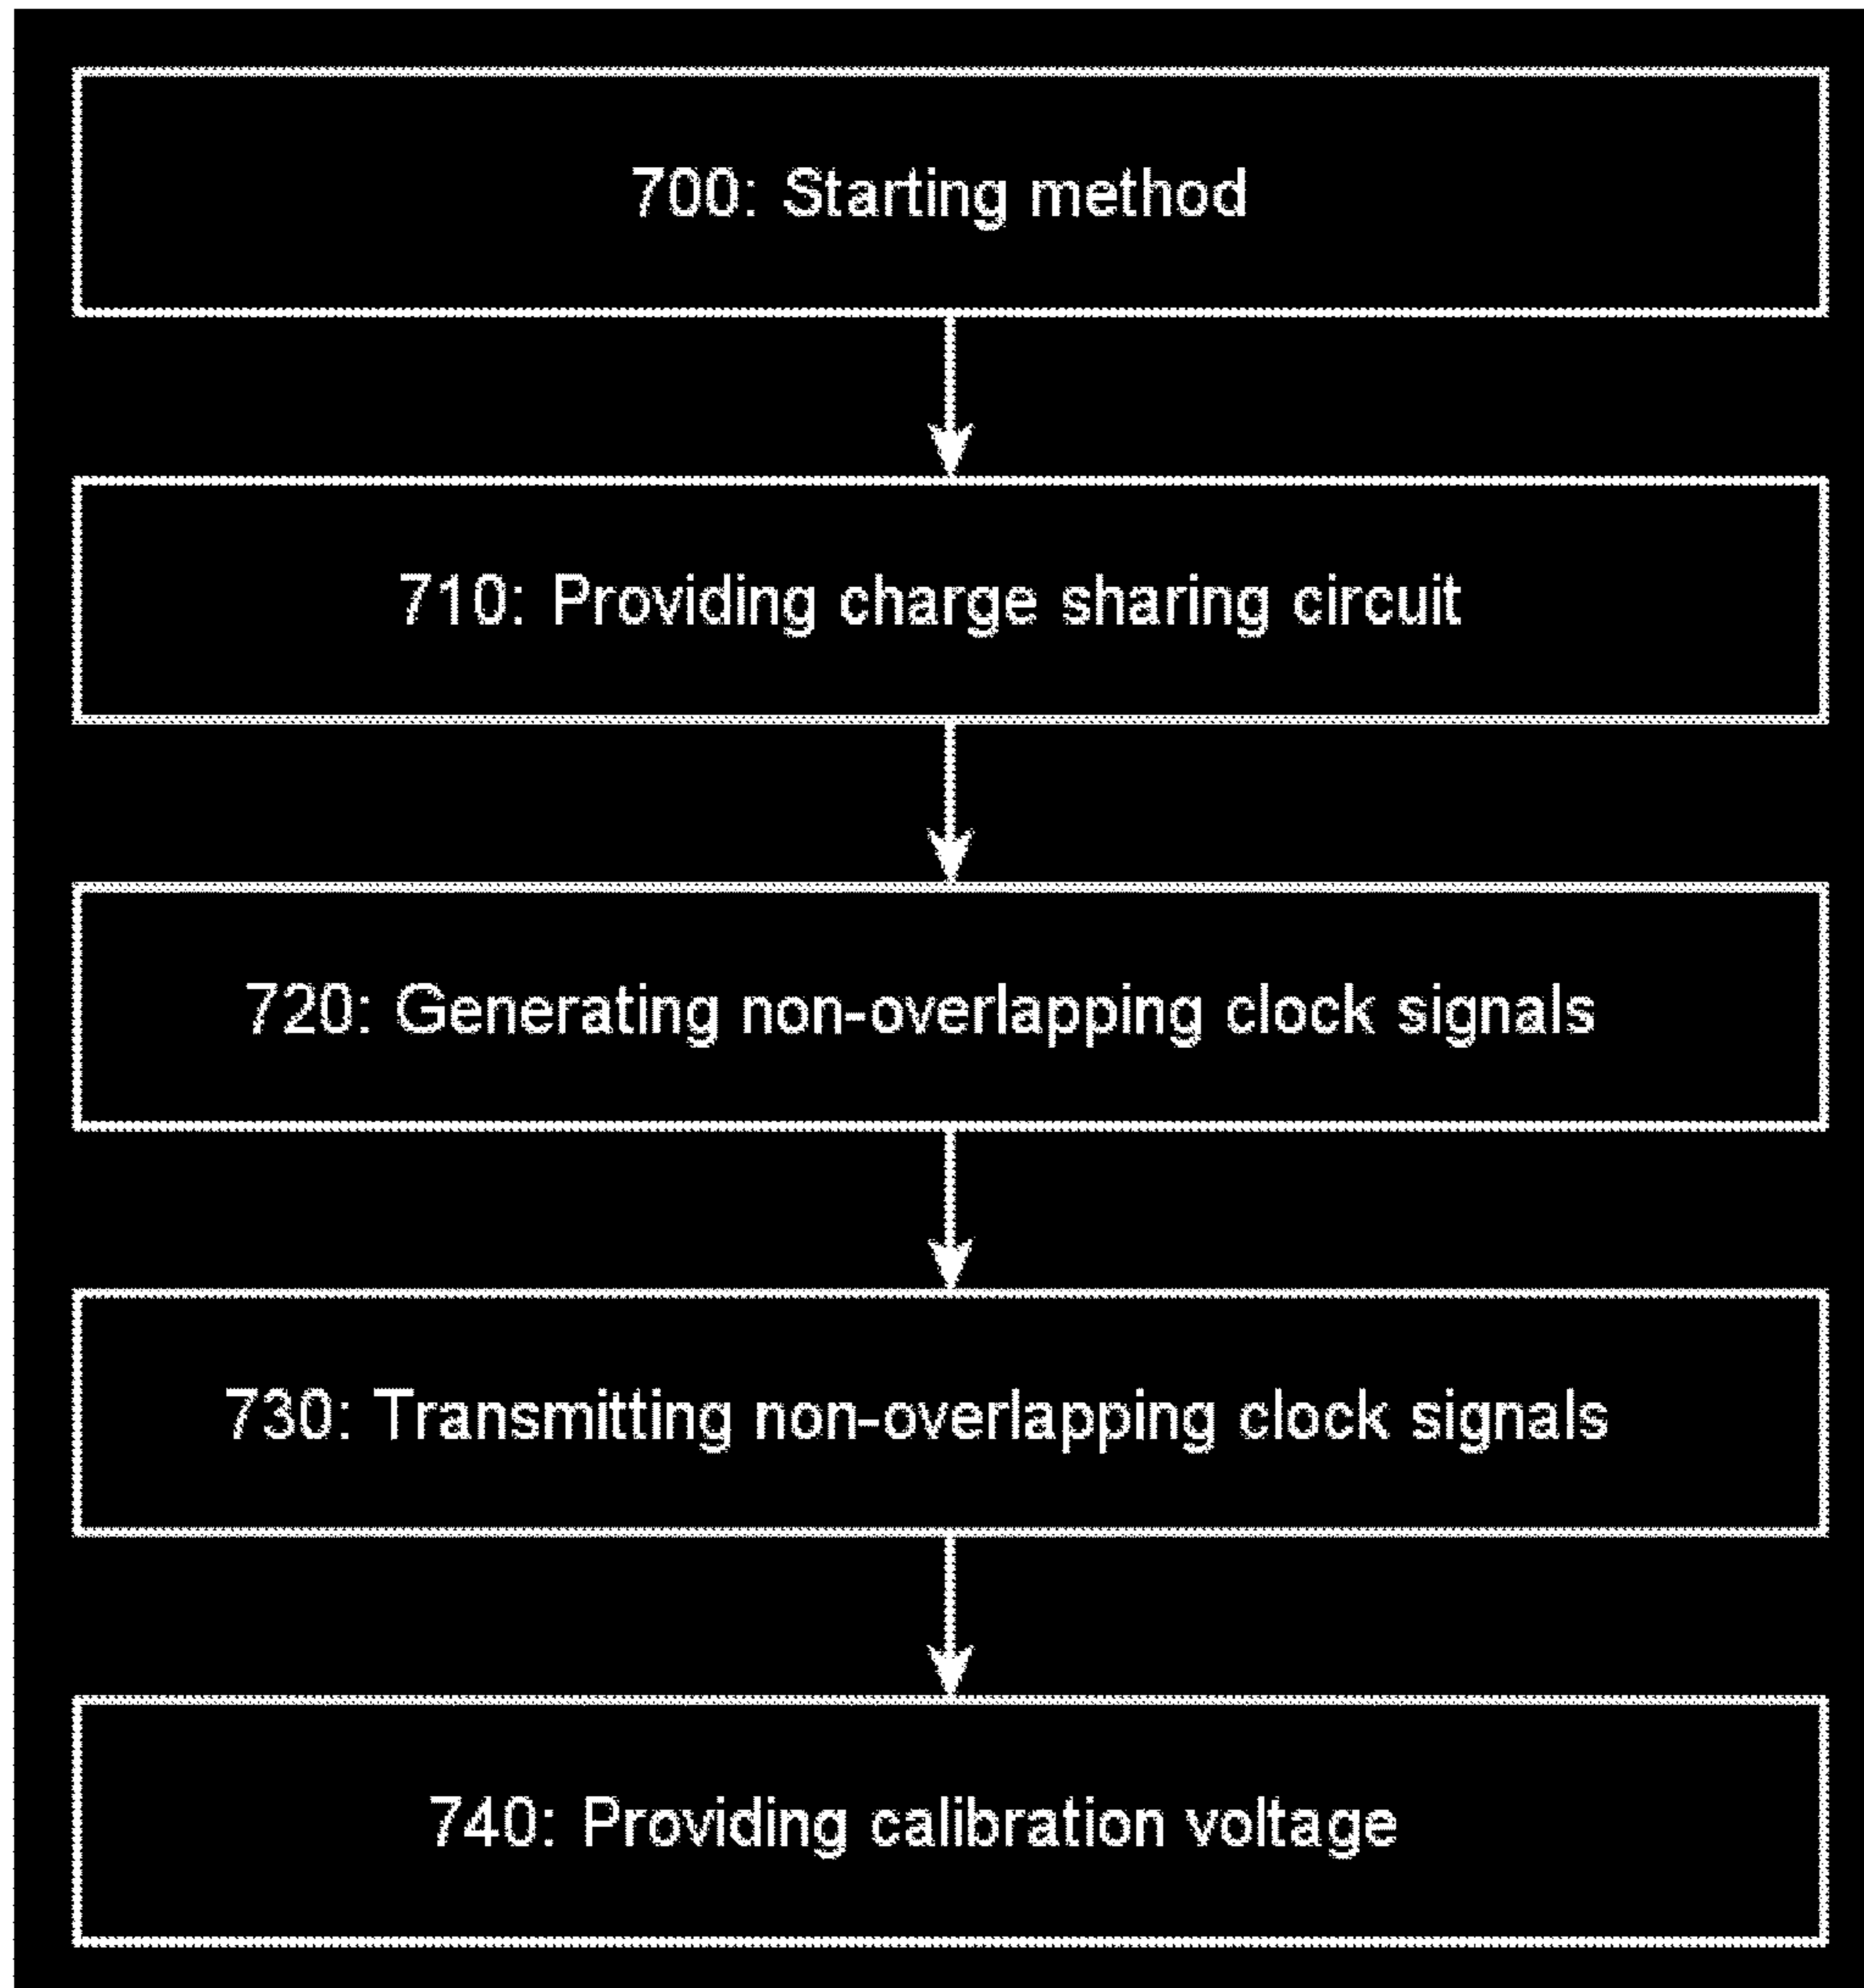 700: Starting method
710: Providing charge sharing circuit
720: Generating non-overlapping clock signals
730: Transmitting non-overlapping clock signals
740: Providing calibration voltage